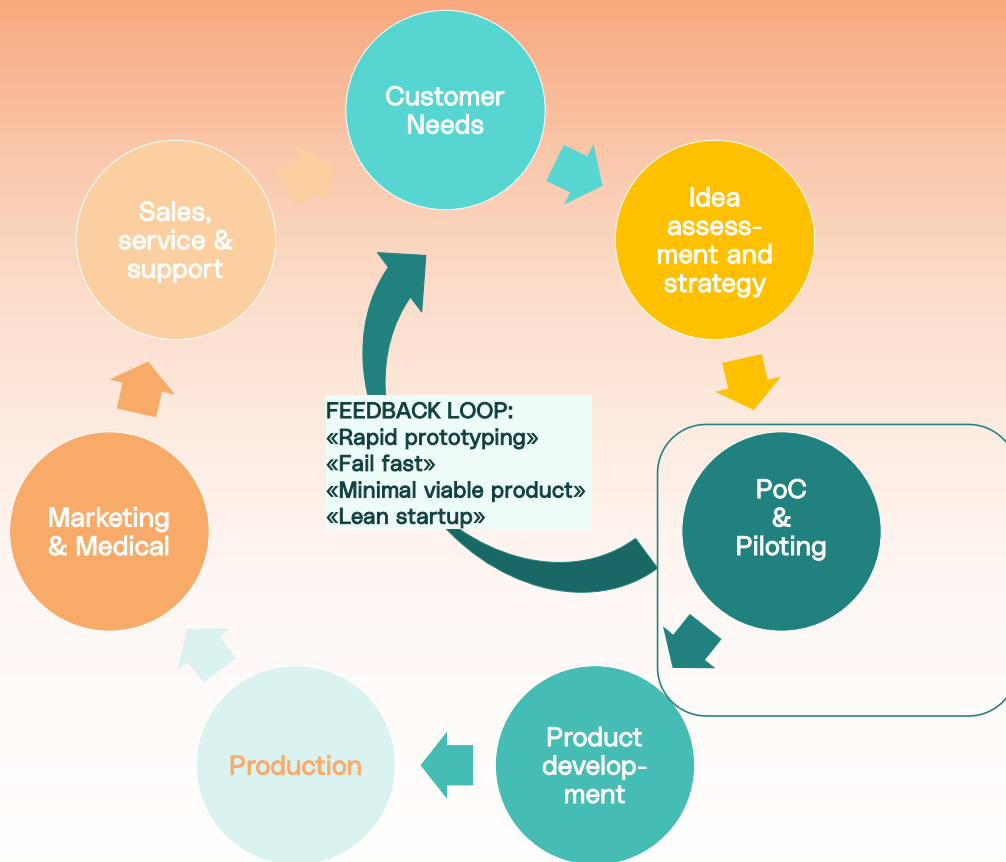 Customer
Needs
Idea
assess-
ment and
strategy
PoC
&
Piloting
Product
develop-
ment
Production
Marketing
& Medical
Sales,
service &
support
FEEDBACK LOOP:
«Rapid prototyping»
«Fail fast»
«Minimal viable product»
«Lean startup»